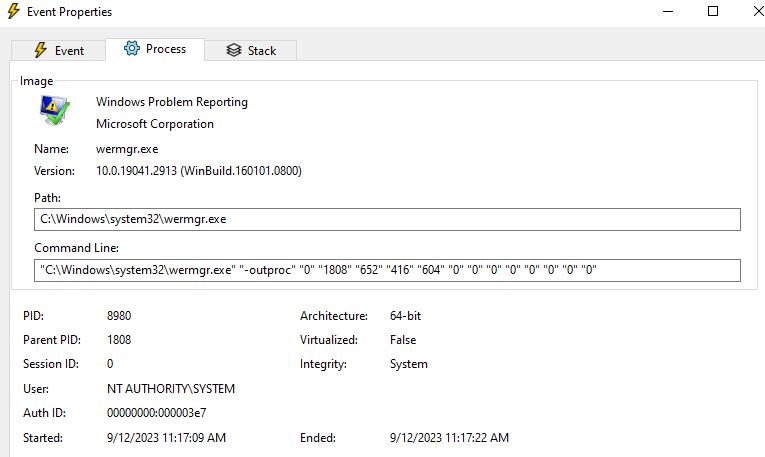 Event Properties
Event Process Stack
Image
Windows Problem Reporting
Microsoft Corporation
Name: wermgr.exe
Version: 10.0.19041.2913 (WinBuild.160101.0800)
Path:
C:\Windows\system32\wermgr.exe
Command Line:
"C:\Windows\system32\wermgr.exe" "-outproc" "0" "1808" "652" "416" "604" "0" "0" "0" "0" "0" "0" "0" "0"
PID: 8980 Architecture: 64-bit
Parent PID: 1808 Virtualized: False
Session ID: 0 Integrity: System
User: NT AUTHORITY\SYSTEM
Auth ID: 00000000:000003e7
Started: 9/12/2023 11:17:09 AM Ended: 9/12/2023 11:17:22 AM